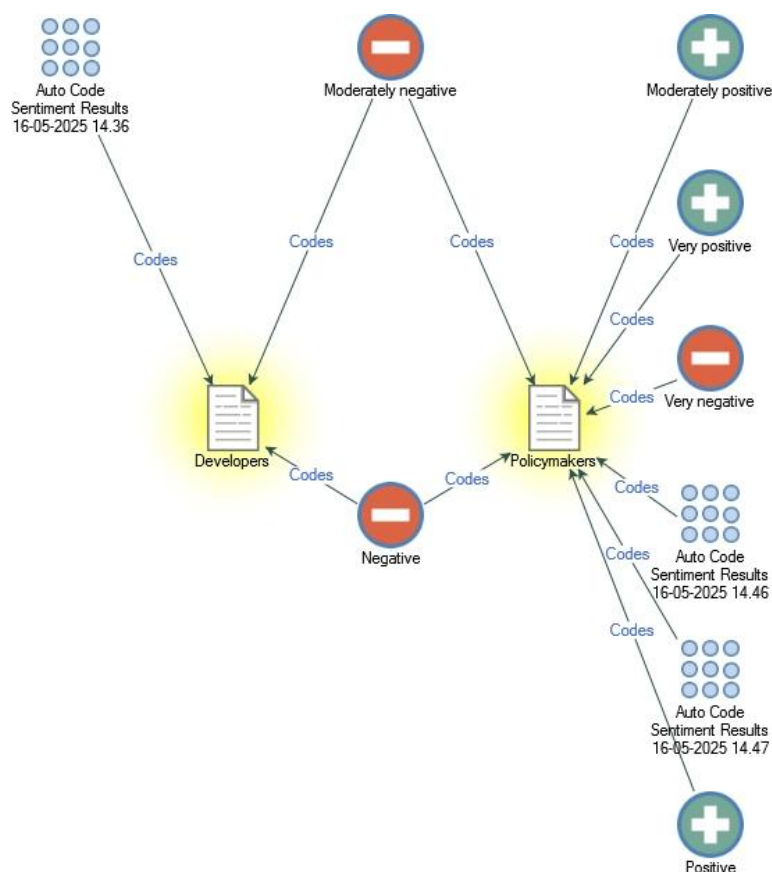 Auto Code
Sentiment Results
16-05-2025 14.36
Moderately negative
Moderately positive
Very positive
Codes
Codes
Codes
Codes
Codes
Codes
Very negative
Developers
Policymakers
Codes
Codes
Codes
Negative
Auto Code
Sentiment Results
16-05-2025 14.46
Codes
Codes
Auto Code
Sentiment Results
16-05-2025 14.47
Positive